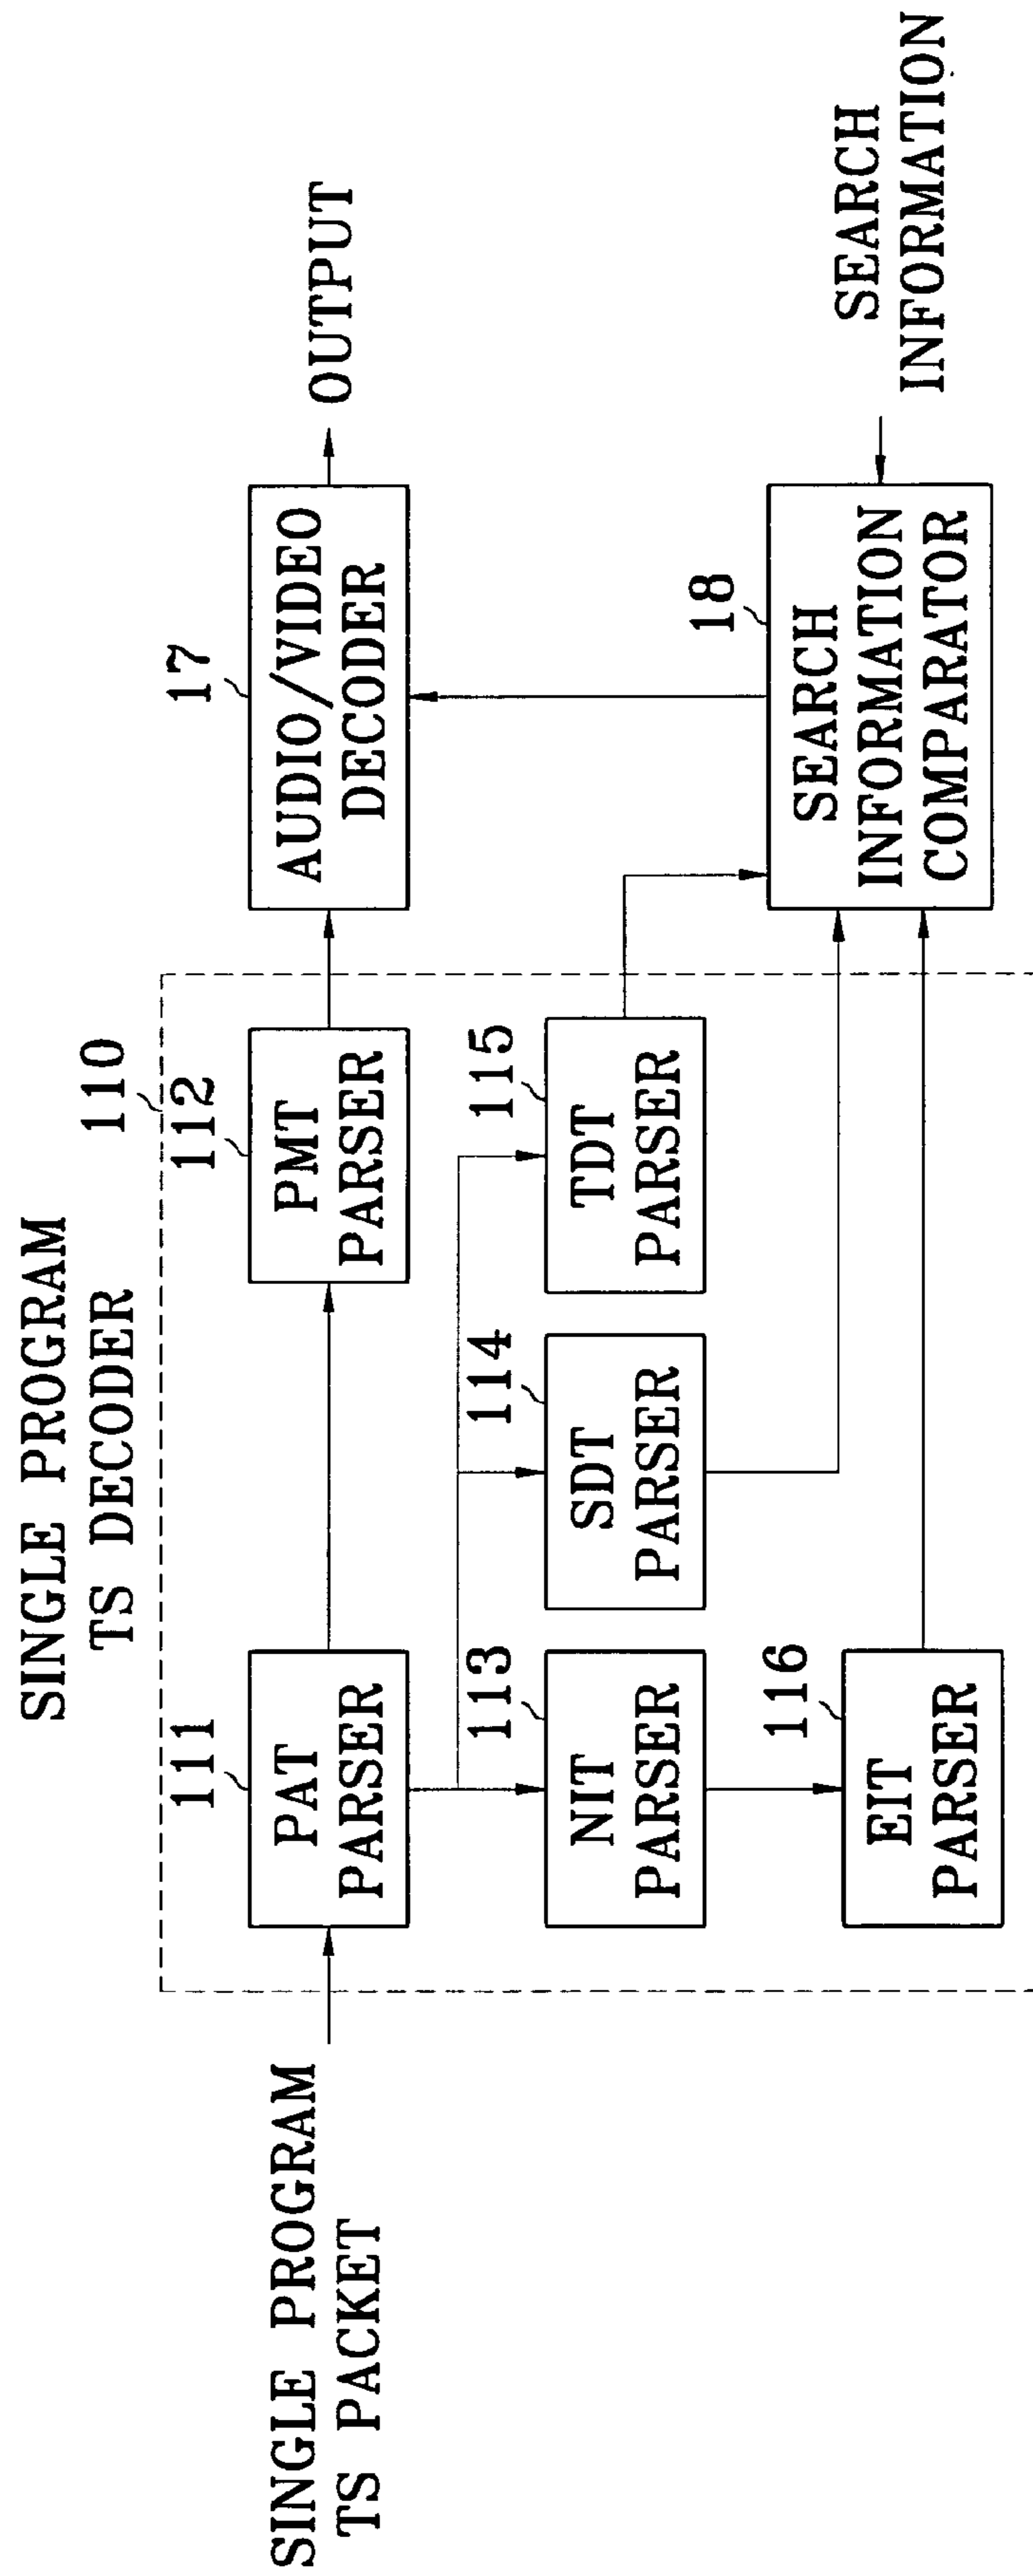 SINGLE PROGRAM
TS DECODER
110
SINGLE PROGRAM
TS PACKET
111
PAT
PARSER
112
PMT
PARSER
17
AUDIO/VIDEO
DECODER
OUTPUT
113
NIT
PARSER
114
SDT
PARSER
115
TDT
PARSER
116
EIT
PARSER
18
SEARCH
INFORMATION
COMPARATOR
SEARCH
INFORMATION